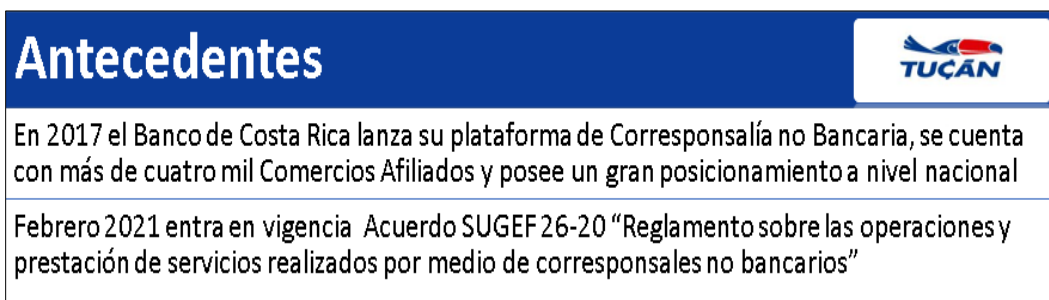 Antecedentes
TUCÁN
En 2017 el Banco de Costa Rica lanza su plataforma de Corresponsalía no Bancaria, se cuenta
con más de cuatro mil Comercios Afiliados y posee un gran posicionamiento a nivel nacional
Febrero 2021 entra en vigencia Acuerdo SUGEF 26-20 “Reglamento sobre las operaciones y
prestación de servicios realizados por medio de corresponsales no bancarios”